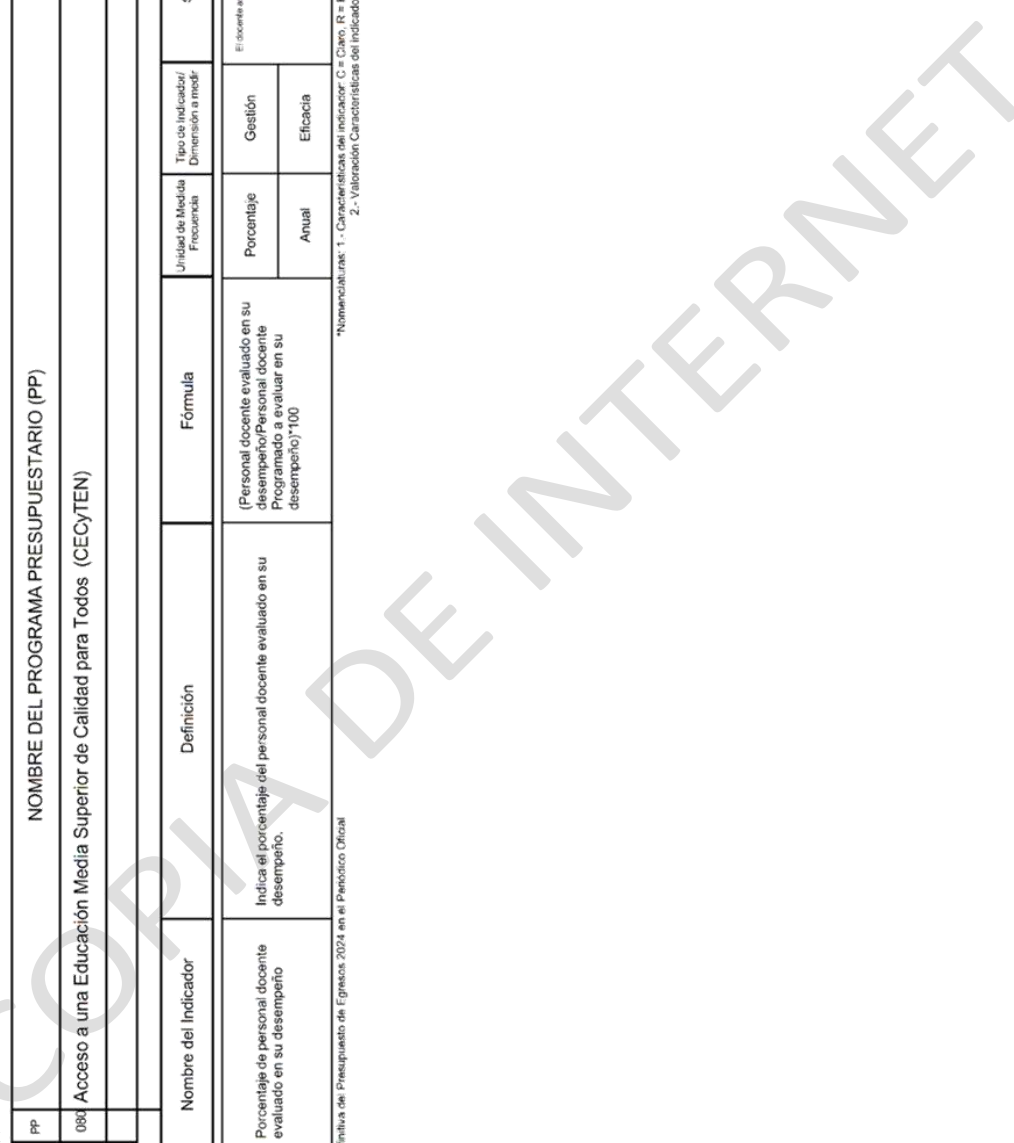 PP NOMBRE DEL PROGRAMA PRESUPUESTARIO (PP)
080 Acceso a una Educación Media Superior de Calidad para Todos (CECyTEN)
Nombre del Indicador
Definición
Fórmula
Unidad de Medida
Frecuencia
Tipo de Indicador/
Dimensión a medir
Porcentaje de personal docente
evaluado en su desempeño
Indica el porcentaje del personal docente evaluado en su
desempeño.
(Personal docente evaluado en su
desempeño/Personal docente
Programado a evaluar en su
desempeño)*100
Porcentaje
Anual
Gestión
Eficacia
El docente
del Presupuesto de Egresos 2024 en el Periódico Oficial
*Nomenclaturas: 1.- Características del indicador: C = Claro, R =
2.- Valoración Características del
COPIA DE INTERNET